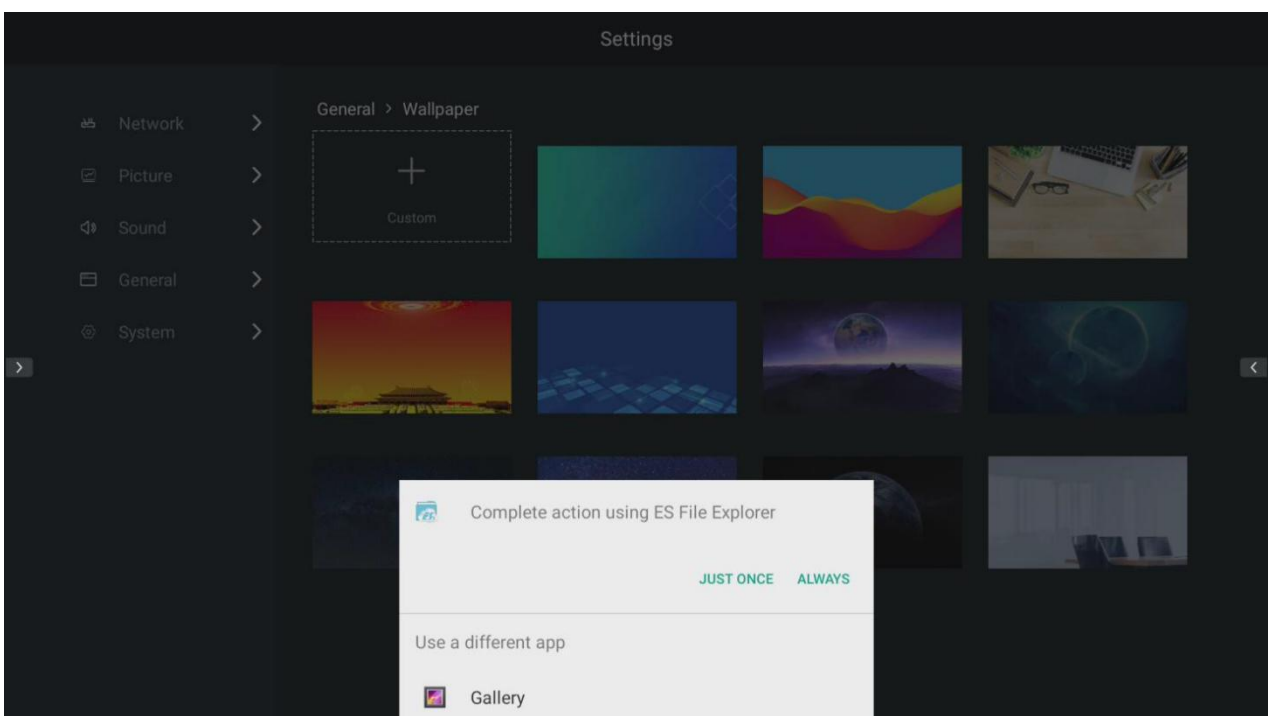 Settings
Network
Picture
Sound
General
System
General > Wallpaper
Custom
Complete action using ES File Explorer
JUST ONCE ALWAYS
Use a different app
Gallery